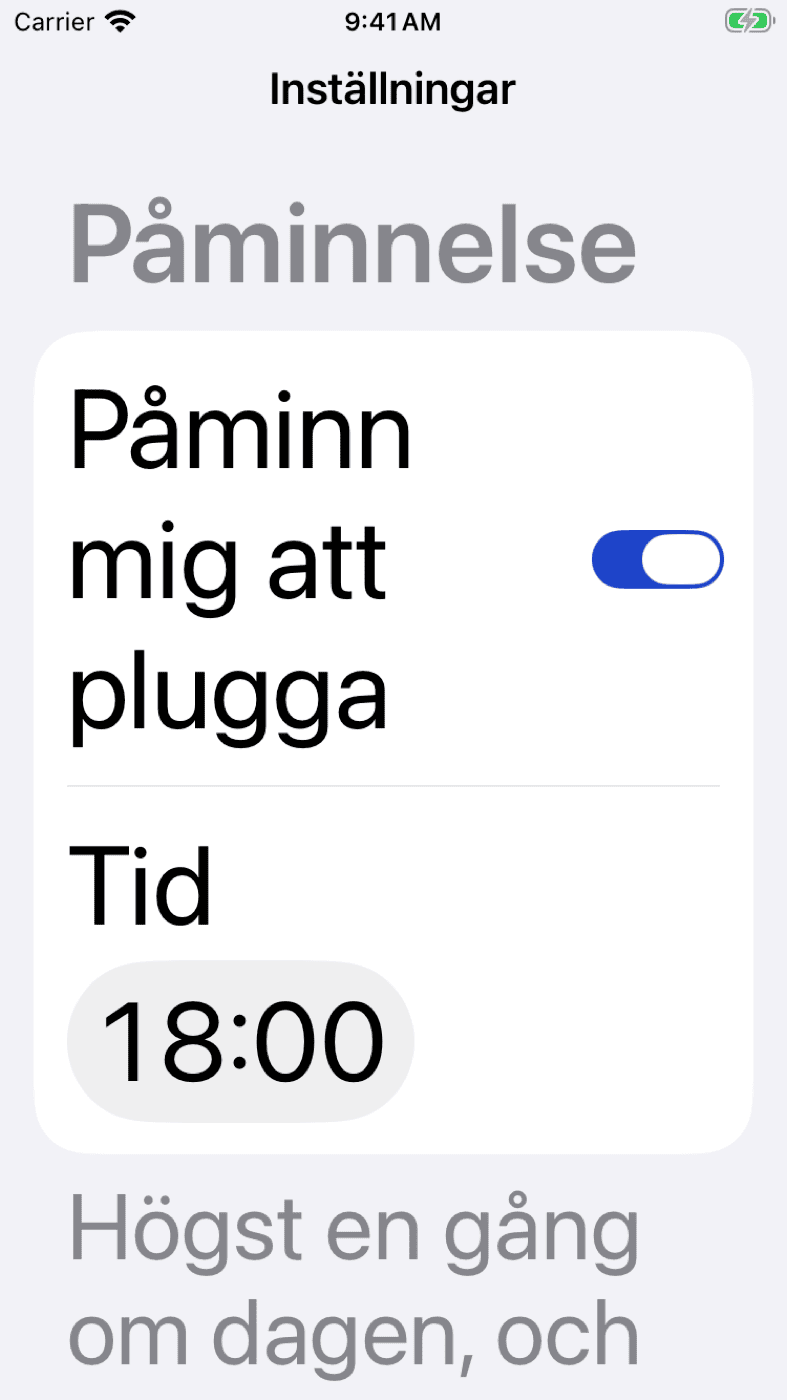 Carrier 9:41 AM
Inställningar
Påminnelse
Påminn
mig att
plugga
Tid
18:00
Högst en gång
om dagen, och